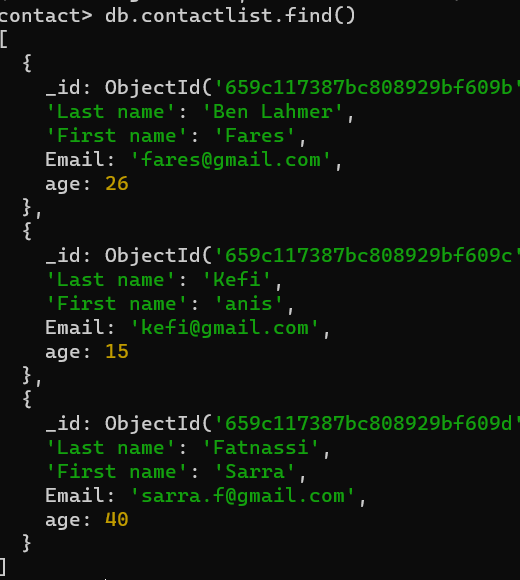 contact> db.contactlist.find()
[
  {
    _id: ObjectId('659c117387bc808929bf609b'
    'Last name': 'Ben Lahmer',
    'First name': 'Fares',
    Email: 'fares@gmail.com',
    age: 26
  },
  {
    _id: ObjectId('659c117387bc808929bf609c'
    'Last name': 'Kefi',
    'First name': 'anis',
    Email: 'kefi@gmail.com',
    age: 15
  },
  {
    _id: ObjectId('659c117387bc808929bf609d'
    'Last name': 'Fatnassi',
    'First name': 'Sarra',
    Email: 'sarra.f@gmail.com',
    age: 40
  }
]